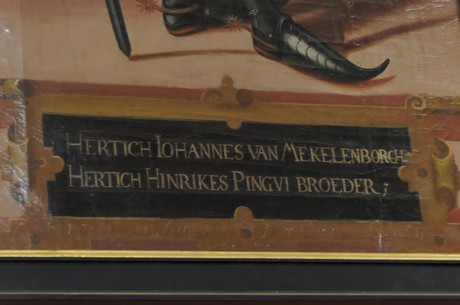 HERTICH IOHANNES VAN MEKELENBORCH
HERTICH HINRIKES PINGVI BROEDER;